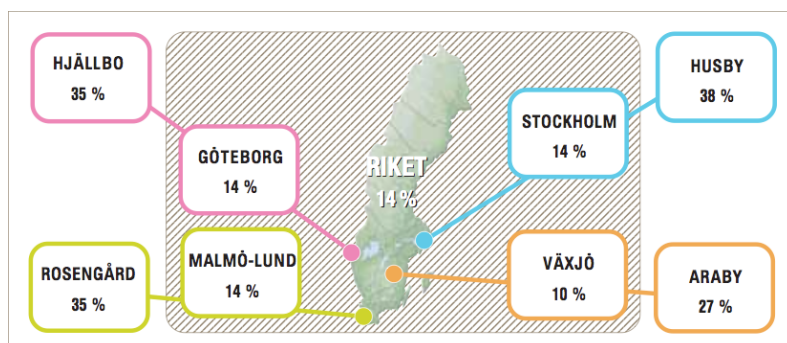 HJÄLLBO
35 %
HUSBY
38 %
STOCKHOLM
14 %
GÖTEBORG
14 %
RIKET
14 %
ROSENGÅRD
35 %
MALMÖ-LUND
14 %
VÄXJÖ
10 %
ARABY
27 %